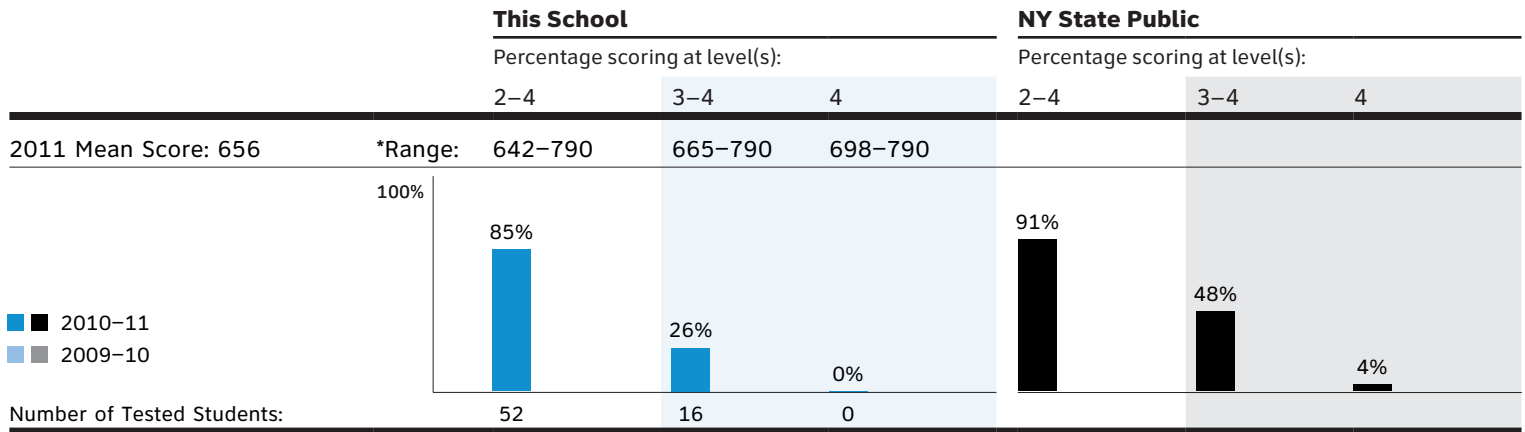 This School NY State Public
Percentage scoring at level(s): Percentage scoring at level(s):
2–4 3–4 4 2–4 3–4 4
2011 Mean Score: 656 *Range: 642–790 665–790 698–790
100%
85% 26% 0% 91% 48% 4%
2010–11
2009–10
Number of Tested Students: 52 16 0